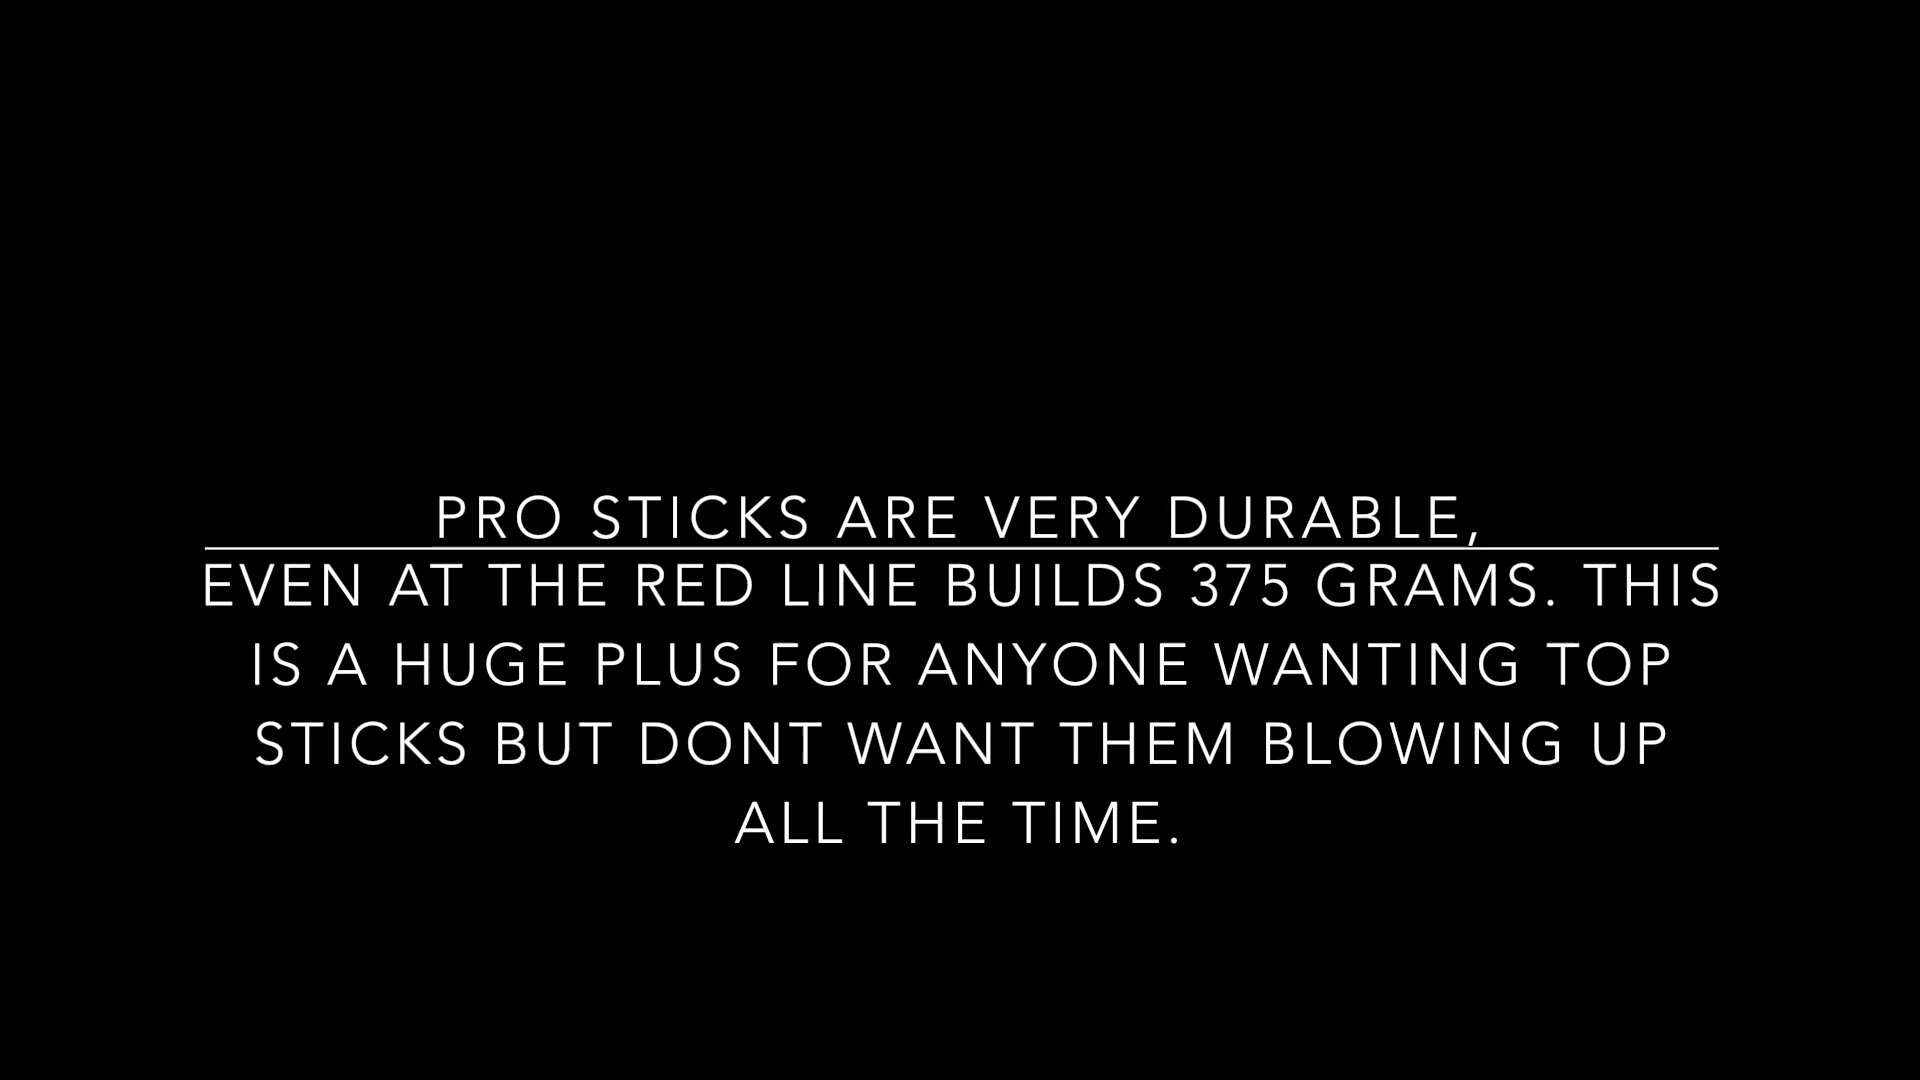 PRO STICKS ARE VERY DURABLE,
EVEN AT THE RED LINE BUILDS 375 GRAMS. THIS
IS A HUGE PLUS FOR ANYONE WANTING TOP
STICKS BUT DONT WANT THEM BLOWING UP
ALL THE TIME.